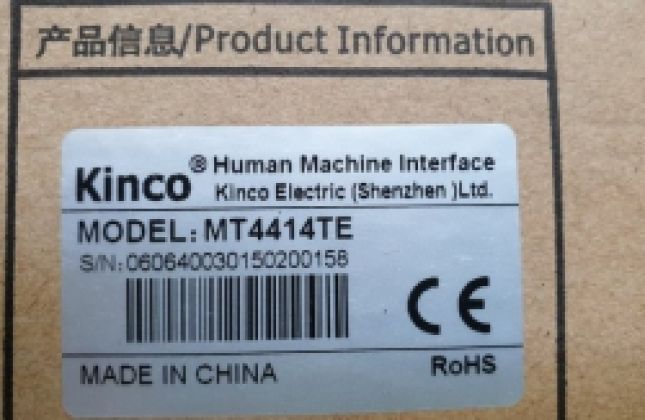 产品信息/Product Information
Kinco® Human Machine Interface
Kinco Electric (Shenzhen )Ltd.
MODEL: MT4414TE
S/N: 060640030150200158
CE
MADE IN CHINA
RoHS